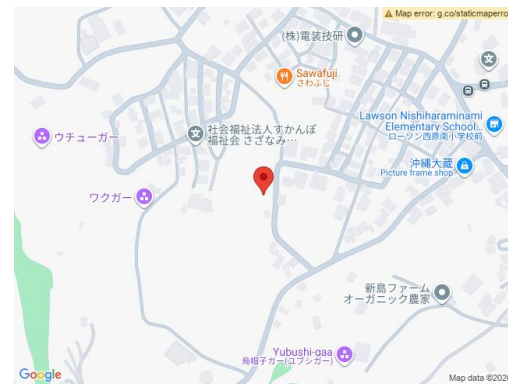 Map error: g.co/staticmaperro
(株)電装技研
Sawafuji
さわふじ
Lawson Nishiharaminami
Elementary School...
ローソン西原南小学校前
社会福祉法人すかんぽ
福祉会 さざなみ…
ウチューガー
沖縄大蔵
Picture frame shop
ワクガー
新島ファーム
オーガニック農家
Yubushi-gaa
烏帽子ガー(ユブシガー)
Google
Map data ©2026